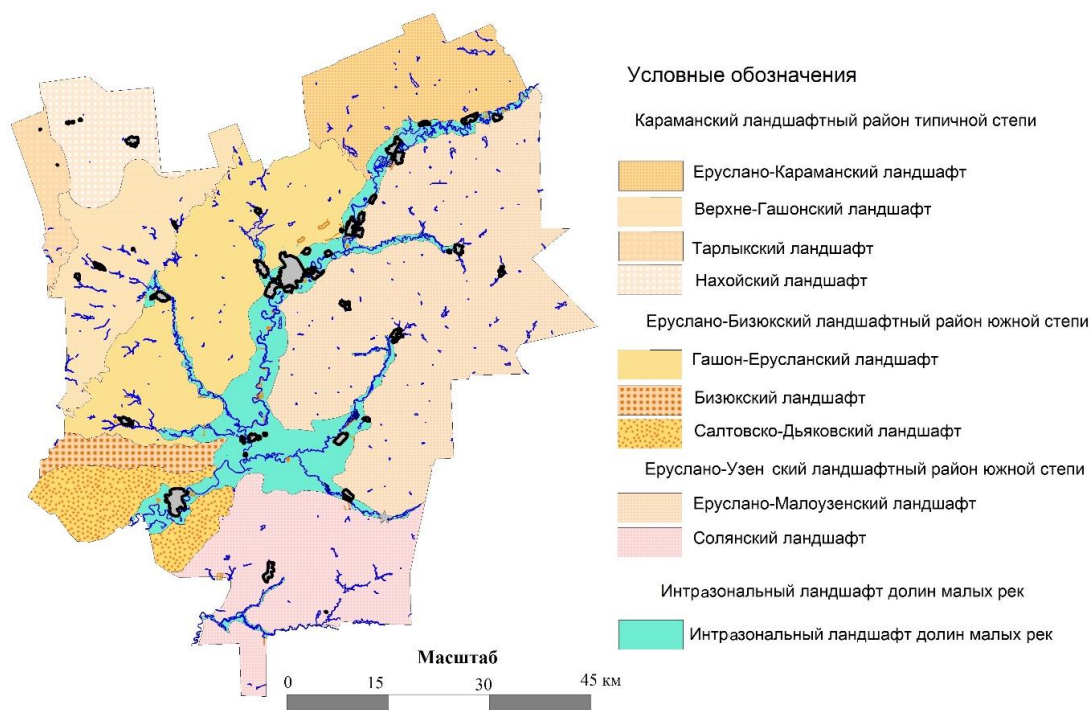 Условные обозначения
Караманский ландшафтный район типичной степи
Еруслано-Караманский ландшафт
Верхне-Гашонский ландшафт
Тарлыкский ландшафт
Нахойский ландшафт
Еруслано-Бизюкский ландшафтный район южной степи
Гашон-Ерусланский ландшафт
Бизюкский ландшафт
Салтовско-Дьяковский ландшафт
Еруслано-Узен ский ландшафтный район южной степи
Еруслано-Малоузенский ландшафт
Солянский ландшафт
Интразональный ландшафт долин малых рек
Интразональный ландшафт долин малых рек
Масштаб
0 15 30 45 км